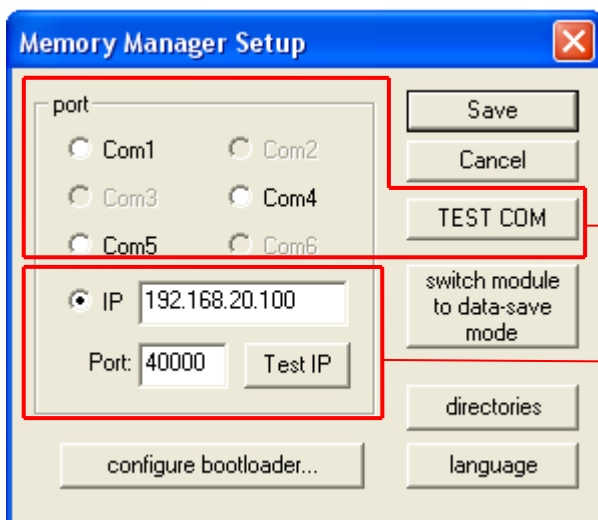 Memory Manager Setup
port
Com1
Com2
Com3
Com4
Com5
Com6
IP
192.168.20.100
Port:
40000
Test IP
Save
Cancel
TEST COM
switch module
to data-save
mode
directories
configure bootloader...
language